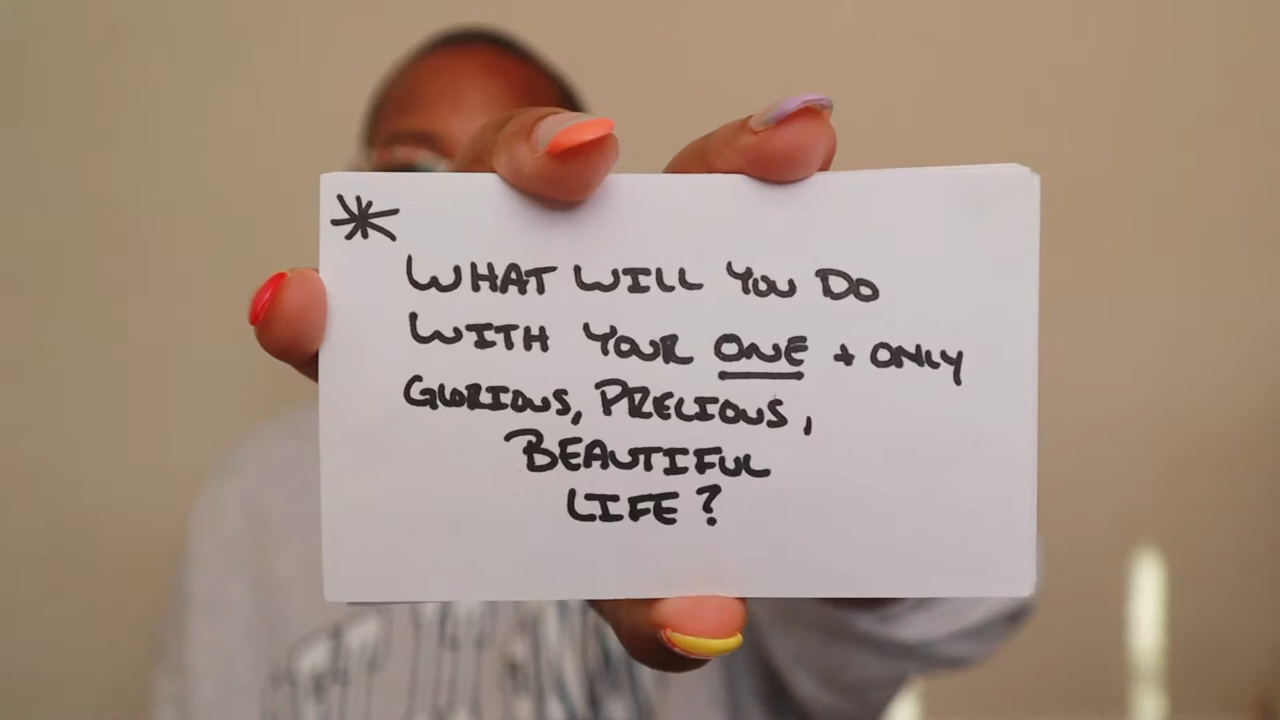 * WHAT WILL YOU DO
WITH YOUR ONE + ONLY
GLORIOUS, PRECIOUS,
BEAUTIFUL
LIFE?